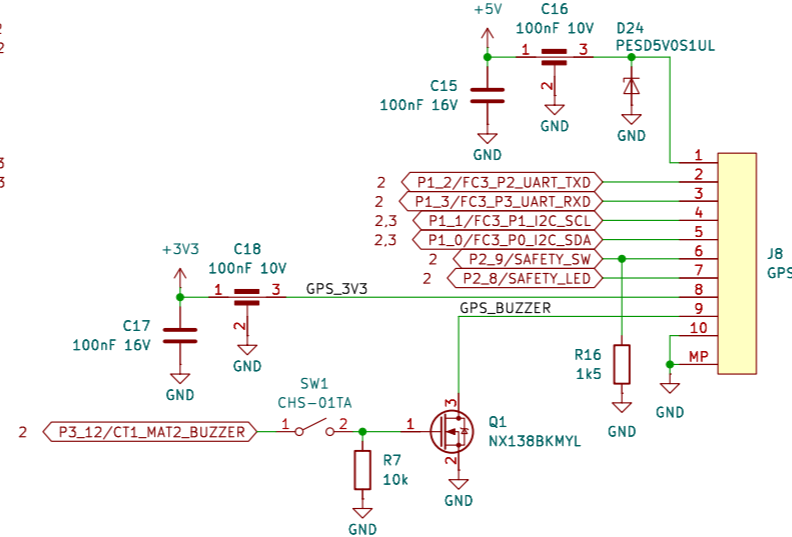 +5V
C16
100nF 10V
D24
PESD5V0S1UL
1
3
2
C15
100nF 16V
GND
GND
GND
2
2
3
3
1
2 P1_2/FC3_P2_UART_TXD 2
2 P1_3/FC3_P3_UART_RXD 3
2,3 P1_1/FC3_P1_I2C_SCL 4
2,3 P1_0/FC3_P0_I2C_SDA 5
2 P2_9/SAFETY_SW 6
2 P2_8/SAFETY_LED 7
J8
GPS
+3V3
C18
100nF 10V
1
3
GPS_3V3
8
GPS_BUZZER
9
10
MP
2
C17
100nF 16V
GND
GND
R16
1k5
GND
GND
SW1
CHS-01TA
2 P3_12/CT1_MAT2_BUZZER
1
2
1
3
2
Q1
NX138BKMYL
R7
10k
GND
GND